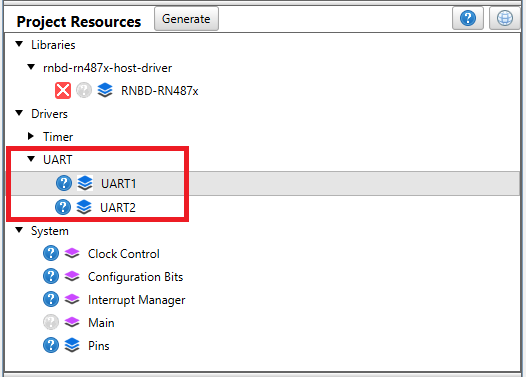 Project Resources Generate
Libraries
rnbd-rn487x-host-driver
RNBD-RN487x
Drivers
Timer
UART
UART1
UART2
System
Clock Control
Configuration Bits
Interrupt Manager
Main
Pins